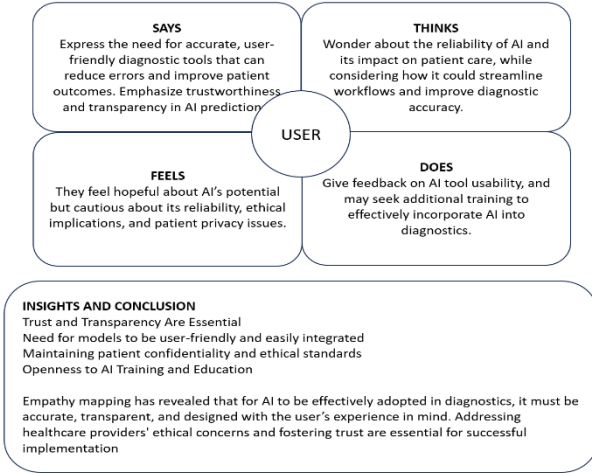 SAYS
Express the need for accurate, user-
friendly diagnostic tools that can
reduce errors and improve patient
outcomes. Emphasize trustworthiness
and transparency in AI prediction
THINKS
Wonder about the reliability of AI and
its impact on patient care, while
considering how it could streamline
workflows and improve diagnostic
accuracy.
USER
FEELS
They feel hopeful about AI's potential
but cautious about its reliability, ethical
implications, and patient privacy issues.
DOES
Give feedback on AI tool usability, and
may seek additional training to
effectively incorporate AI into
diagnostics.
INSIGHTS AND CONCLUSION
Trust and Transparency Are Essential
Need for models to be user-friendly and easily integrated
Maintaining patient confidentiality and ethical standards
Openness to AI Training and Education
Empathy mapping has revealed that for AI to be effectively adopted in diagnostics, it must be
accurate, transparent, and designed with the user's experience in mind. Addressing
healthcare providers' ethical concerns and fostering trust are essential for successful
implementation